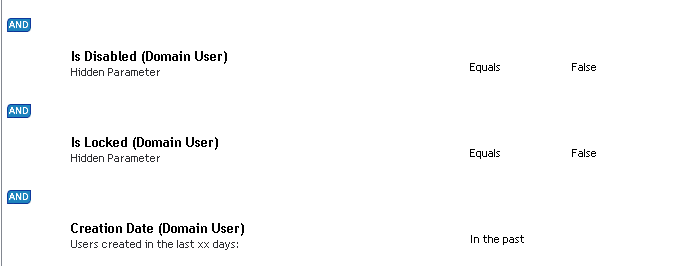 AND
Is Disabled (Domain User)
Hidden Parameter Equals False
AND
Is Locked (Domain User)
Hidden Parameter Equals False
AND
Creation Date (Domain User)
Users created in the last xx days: In the past